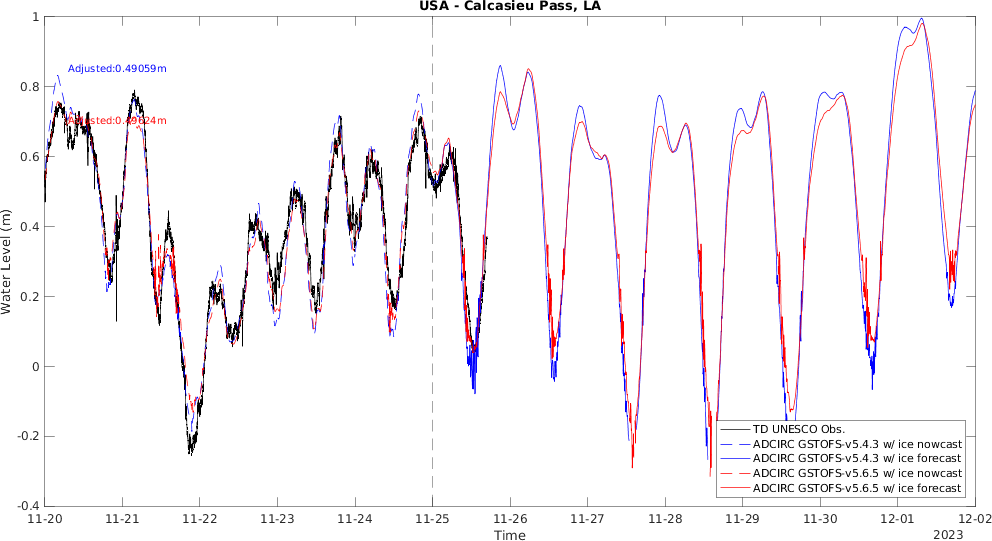 USA - Calcasieu Pass, LA
Water Level (m)
1
0.8
0.6
0.4
0.2
0
-0.2
-0.4
Adjusted:0.49059m
Adjusted:0.49624m
TD UNESCO Obs.
ADCIRC GSTOFS-v5.4.3 w/ ice nowcast
ADCIRC GSTOFS-v5.4.3 w/ ice forecast
ADCIRC GSTOFS-v5.6.5 w/ ice nowcast
ADCIRC GSTOFS-v5.6.5 w/ ice forecast
11-20 11-21 11-22 11-23 11-24 11-25 11-26 11-27 11-28 11-29 11-30 12-01 12-02
Time
2023